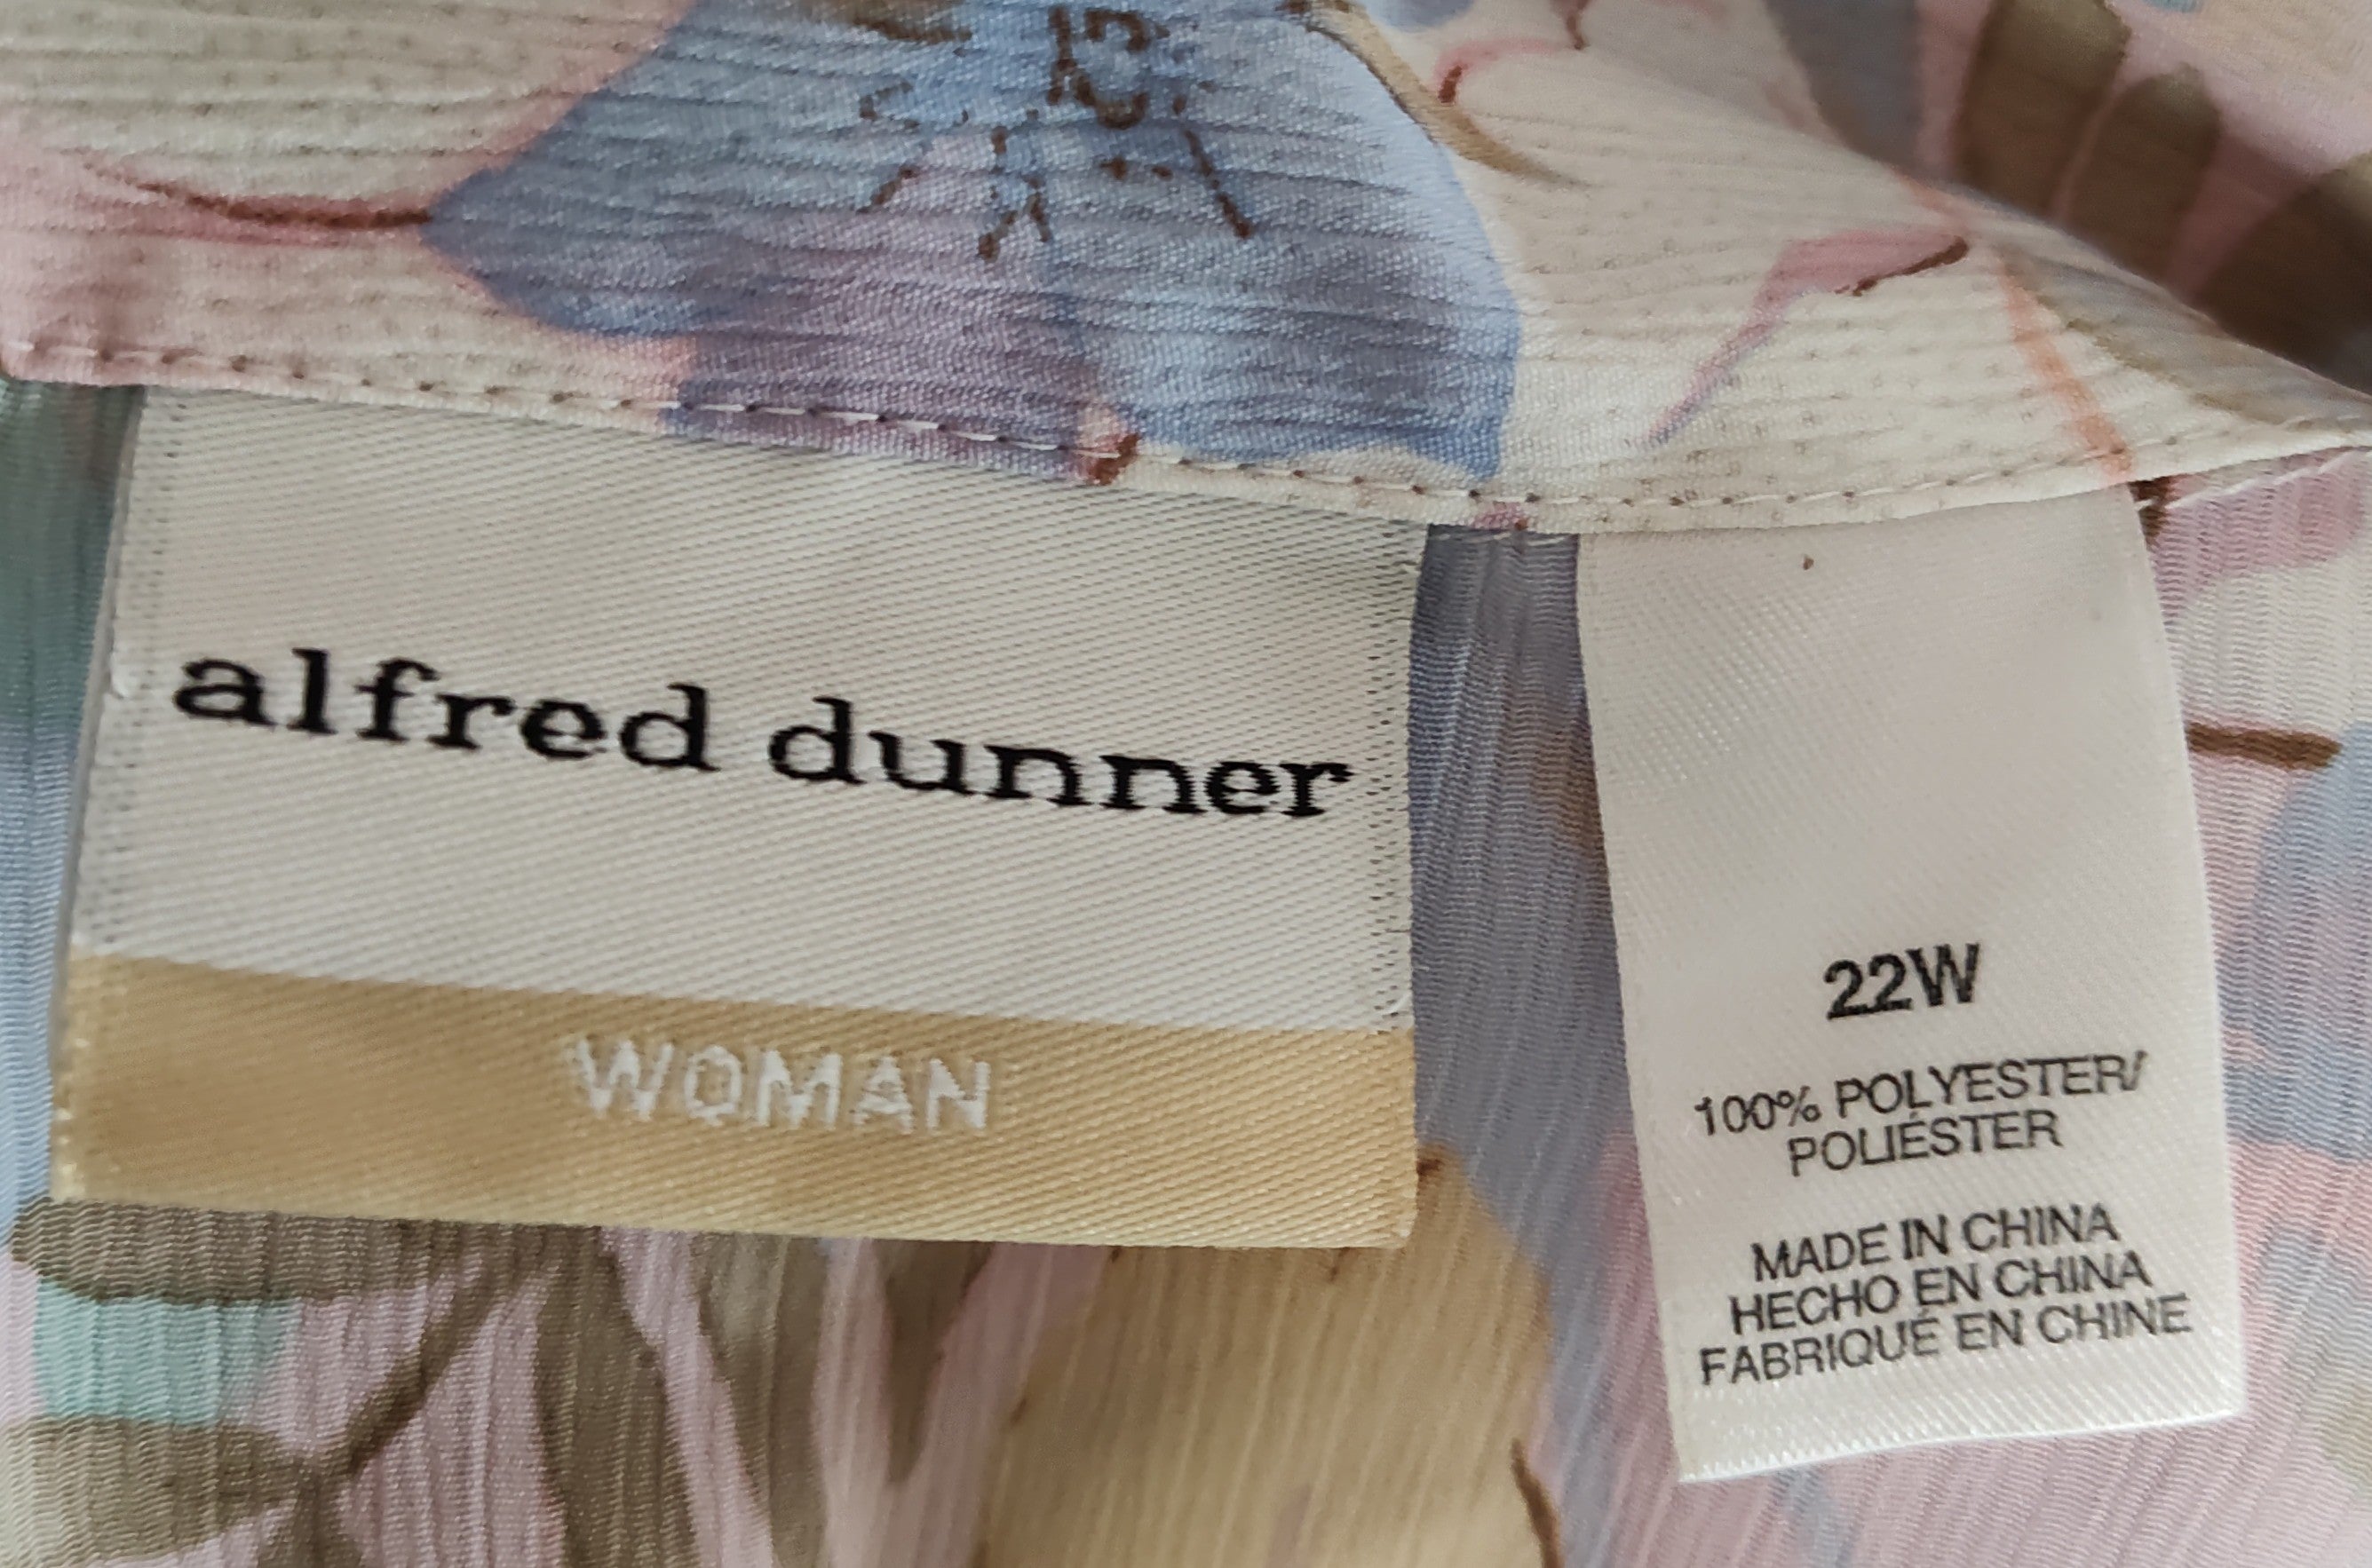 alfred dunner
WOMAN
22W
100% POLYESTER/
POLIÉSTER
MADE IN CHINA
HECHO EN CHINA
FABRIQUÉ EN CHINE